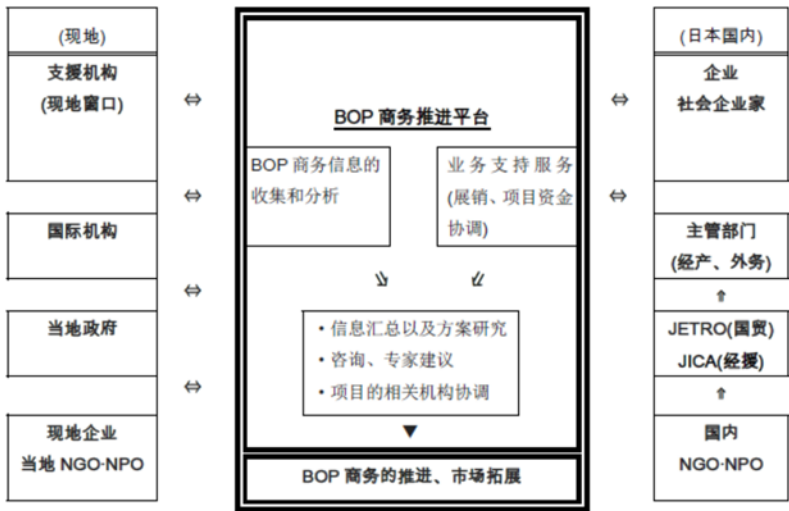 (现地)
支援机构
(现地窗口)
国际机构
当地政府
现地企业
当地 NGO·NPO
⇔
⇔
⇔
⇔
BOP 商务推进平台
BOP 商务信息的
收集和分析
业务支持服务
(展销、项目资金
协调)
⇘ ⇙
·信息汇总以及方案研究
·咨询、专家建议
·项目的相关机构协调
▼
BOP 商务的推进、市场拓展
⇔
⇔
(日本国内)
企业
社会企业家
主管部门
(经产、外务)
⇑
JETRO(国贸)
JICA(经援)
⇑
国内
NGO·NPO